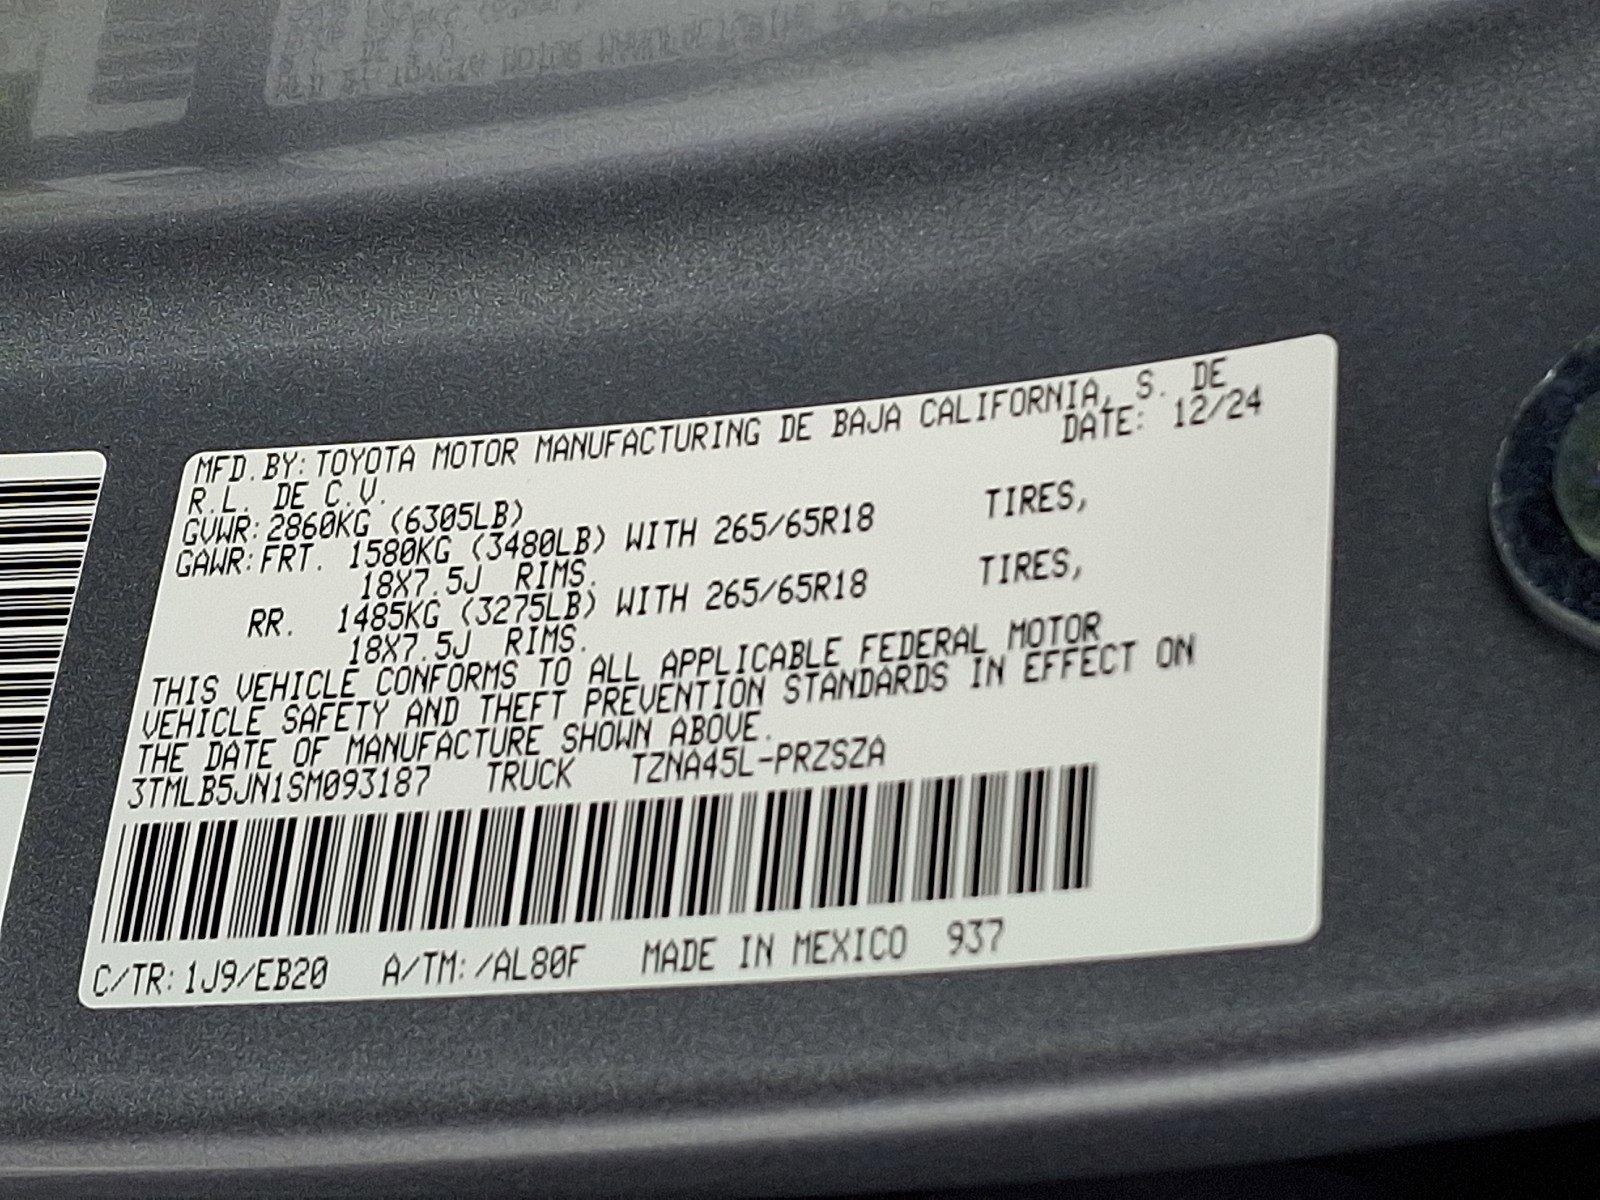 MFD.BY:TOYOTA MOTOR MANUFACTURING DE BAJA CALIFORNIA, S. DE
R.L. DE C.V. DATE: 12/24
GVWR:2860KG (6305LB)
GAWR:FRT. 1580KG (3480LB) WITH 265/65R18 TIRES,
18X7.5J RIMS.
RR. 1485KG (3275LB) WITH 265/65R18 TIRES,
18X7.5J RIMS.
THIS VEHICLE CONFORMS TO ALL APPLICABLE FEDERAL MOTOR
VEHICLE SAFETY AND THEFT PREVENTION STANDARDS IN EFFECT ON
THE DATE OF MANUFACTURE SHOWN ABOVE.
3TMLB5JN1SM093187 TRUCK TZNA45L-PRZSZA
C/TR:1J9/EB20 A/TM:/AL80F MADE IN MEXICO 937